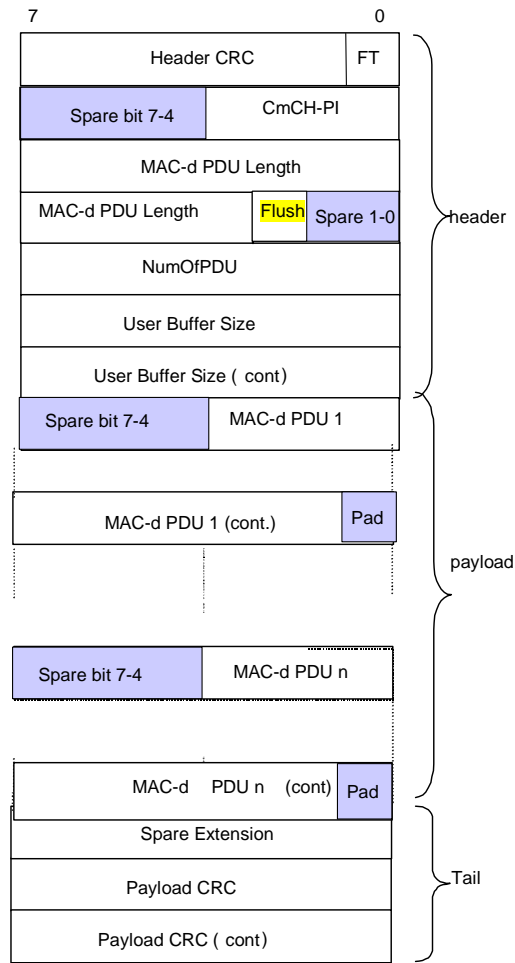 7 0
Header CRC FT
Spare bit 7-4 CmCH-PI
MAC-d PDU Length
MAC-d PDU Length Flush Spare 1-0
header
NumOfPDU
User Buffer Size
User Buffer Size ( cont)
Spare bit 7-4 MAC-d PDU 1
MAC-d PDU 1 (cont.) Pad
payload
Spare bit 7-4 MAC-d PDU n
MAC-d PDU n (cont) Pad
Spare Extension
Payload CRC
Tail
Payload CRC ( cont)